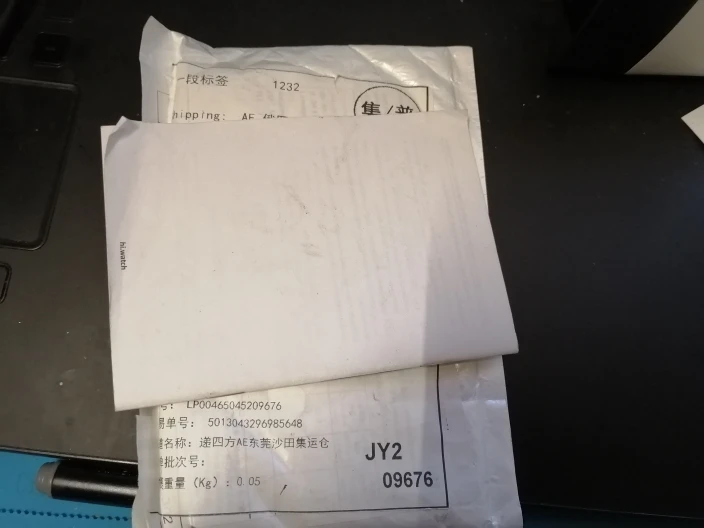 一段标签 1232
集/普
hipping: AE
hi.watch
号: LP00465045209676
易单号: 5013043296985648
名称: 递四方AE东莞沙田集运仓
JY2
批次号:
重量 (Kg): 0.05
09676